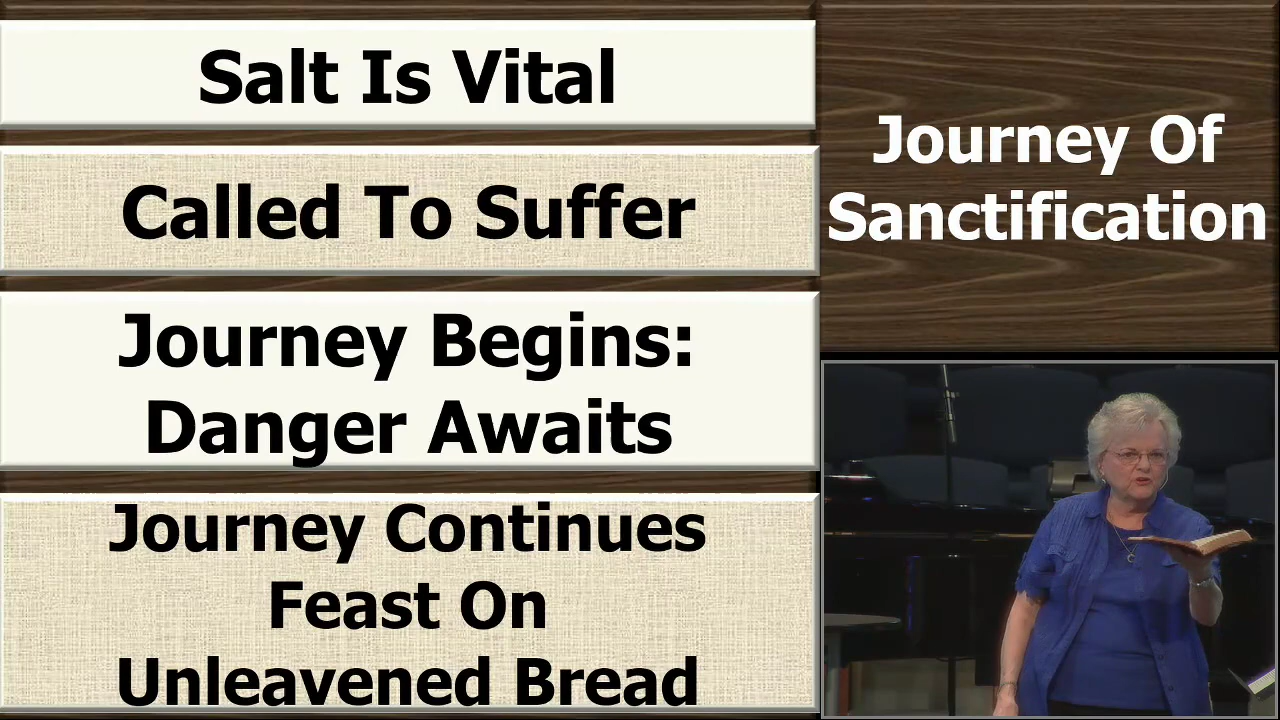 Salt Is Vital
Called To Suffer
Journey Begins:
Danger Awaits
Journey Continues
Feast On
Unleavened Bread
Journey Of
Sanctification